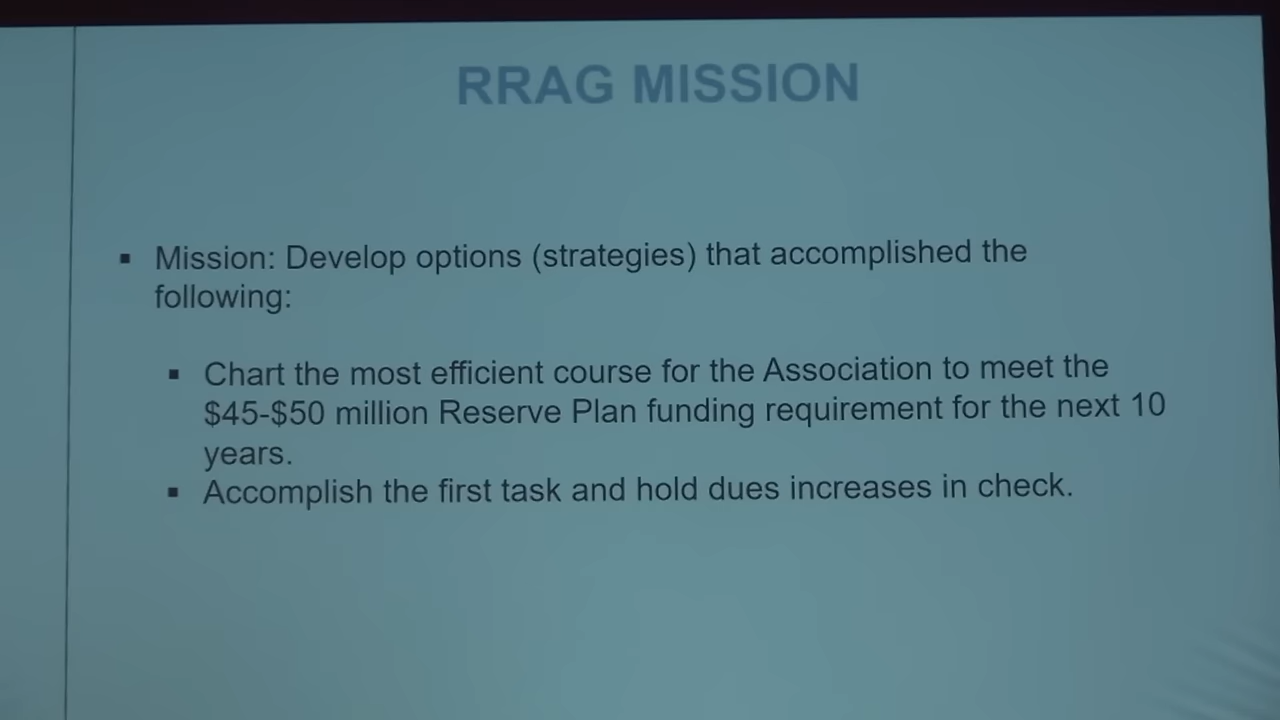 RRAG MISSION
▪ Mission: Develop options (strategies) that accomplished the
following:
▪ Chart the most efficient course for the Association to meet the
$45-$50 million Reserve Plan funding requirement for the next 10
years.
▪ Accomplish the first task and hold dues increases in check.